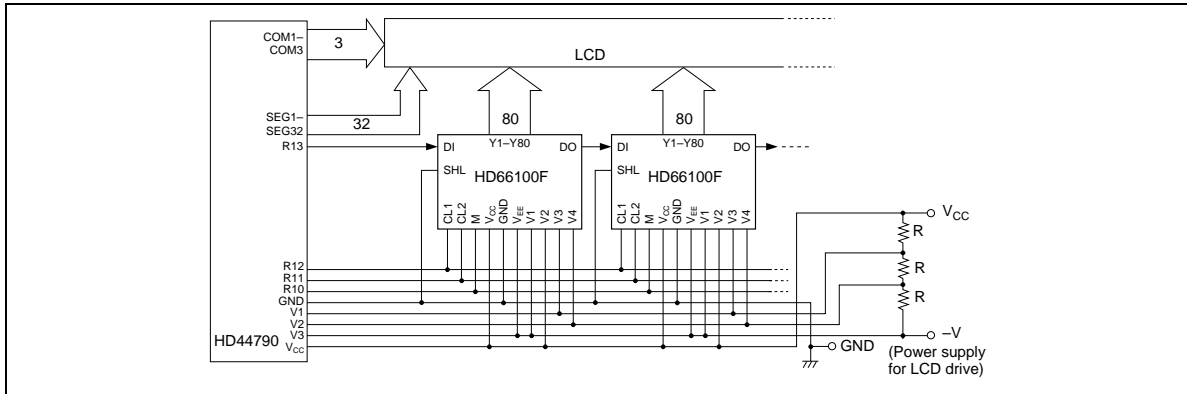 COM1–
COM3
3
LCD
SEG1–
SEG32
32
80
80
R13
DI
Y1–Y80
DO
SHL
HD66100F
CL1
CL2
M
VCC
GND
VEE
V1
V2
V3
V4
DI
Y1–Y80
DO
SHL
HD66100F
CL1
CL2
M
VCC
GND
VEE
V1
V2
V3
V4
VCC
R
R
R
R12
R11
R10
GND
V1
V2
V3
VCC
HD44790
–V
GND
(Power supply
for LCD drive)